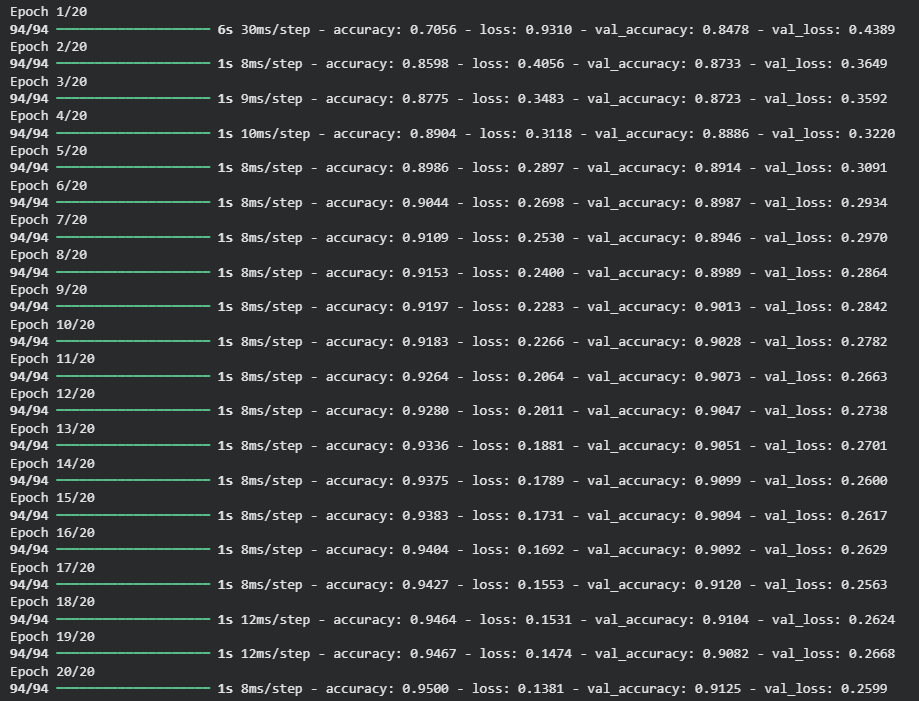 Epoch 1/20
94/94 ━━━━━━━━━━━━━━━━━━━━ 6s 30ms/step - accuracy: 0.7056 - loss: 0.9310 - val_accuracy: 0.8478 - val_loss: 0.4389
Epoch 2/20
94/94 ━━━━━━━━━━━━━━━━━━━━ 1s 8ms/step - accuracy: 0.8598 - loss: 0.4056 - val_accuracy: 0.8733 - val_loss: 0.3649
Epoch 3/20
94/94 ━━━━━━━━━━━━━━━━━━━━ 1s 9ms/step - accuracy: 0.8775 - loss: 0.3483 - val_accuracy: 0.8723 - val_loss: 0.3592
Epoch 4/20
94/94 ━━━━━━━━━━━━━━━━━━━━ 1s 10ms/step - accuracy: 0.8904 - loss: 0.3118 - val_accuracy: 0.8886 - val_loss: 0.3220
Epoch 5/20
94/94 ━━━━━━━━━━━━━━━━━━━━ 1s 8ms/step - accuracy: 0.8986 - loss: 0.2897 - val_accuracy: 0.8914 - val_loss: 0.3091
Epoch 6/20
94/94 ━━━━━━━━━━━━━━━━━━━━ 1s 8ms/step - accuracy: 0.9044 - loss: 0.2698 - val_accuracy: 0.8987 - val_loss: 0.2934
Epoch 7/20
94/94 ━━━━━━━━━━━━━━━━━━━━ 1s 8ms/step - accuracy: 0.9109 - loss: 0.2530 - val_accuracy: 0.8946 - val_loss: 0.2970
Epoch 8/20
94/94 ━━━━━━━━━━━━━━━━━━━━ 1s 8ms/step - accuracy: 0.9153 - loss: 0.2400 - val_accuracy: 0.8989 - val_loss: 0.2864
Epoch 9/20
94/94 ━━━━━━━━━━━━━━━━━━━━ 1s 8ms/step - accuracy: 0.9197 - loss: 0.2283 - val_accuracy: 0.9013 - val_loss: 0.2842
Epoch 10/20
94/94 ━━━━━━━━━━━━━━━━━━━━ 1s 8ms/step - accuracy: 0.9183 - loss: 0.2266 - val_accuracy: 0.9028 - val_loss: 0.2782
Epoch 11/20
94/94 ━━━━━━━━━━━━━━━━━━━━ 1s 8ms/step - accuracy: 0.9264 - loss: 0.2064 - val_accuracy: 0.9073 - val_loss: 0.2663
Epoch 12/20
94/94 ━━━━━━━━━━━━━━━━━━━━ 1s 8ms/step - accuracy: 0.9280 - loss: 0.2011 - val_accuracy: 0.9047 - val_loss: 0.2738
Epoch 13/20
94/94 ━━━━━━━━━━━━━━━━━━━━ 1s 8ms/step - accuracy: 0.9336 - loss: 0.1881 - val_accuracy: 0.9051 - val_loss: 0.2701
Epoch 14/20
94/94 ━━━━━━━━━━━━━━━━━━━━ 1s 8ms/step - accuracy: 0.9375 - loss: 0.1789 - val_accuracy: 0.9099 - val_loss: 0.2600
Epoch 15/20
94/94 ━━━━━━━━━━━━━━━━━━━━ 1s 8ms/step - accuracy: 0.9383 - loss: 0.1731 - val_accuracy: 0.9094 - val_loss: 0.2617
Epoch 16/20
94/94 ━━━━━━━━━━━━━━━━━━━━ 1s 8ms/step - accuracy: 0.9404 - loss: 0.1692 - val_accuracy: 0.9092 - val_loss: 0.2629
Epoch 17/20
94/94 ━━━━━━━━━━━━━━━━━━━━ 1s 8ms/step - accuracy: 0.9427 - loss: 0.1553 - val_accuracy: 0.9120 - val_loss: 0.2563
Epoch 18/20
94/94 ━━━━━━━━━━━━━━━━━━━━ 1s 12ms/step - accuracy: 0.9464 - loss: 0.1531 - val_accuracy: 0.9104 - val_loss: 0.2624
Epoch 19/20
94/94 ━━━━━━━━━━━━━━━━━━━━ 1s 12ms/step - accuracy: 0.9467 - loss: 0.1474 - val_accuracy: 0.9082 - val_loss: 0.2668
Epoch 20/20
94/94 ━━━━━━━━━━━━━━━━━━━━ 1s 8ms/step - accuracy: 0.9500 - loss: 0.1381 - val_accuracy: 0.9125 - val_loss: 0.2599